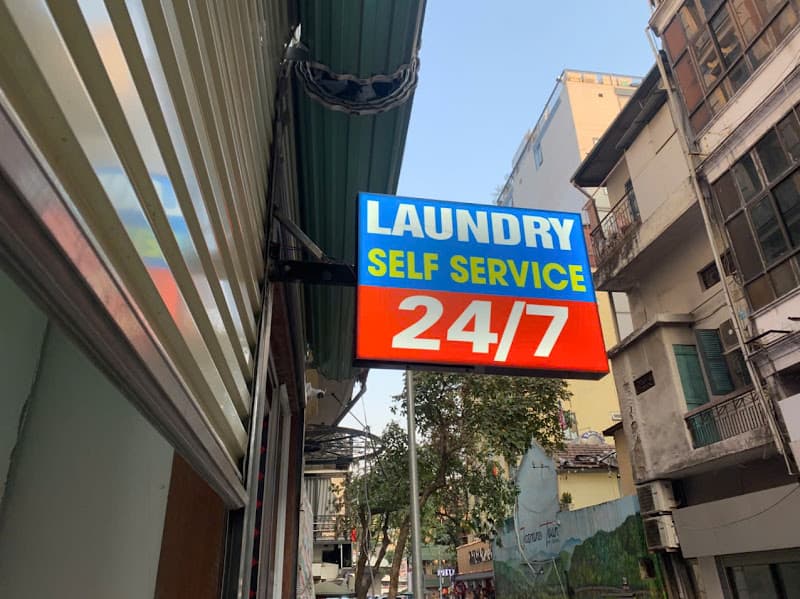 LAUNDRY
SELF SERVICE
24/7